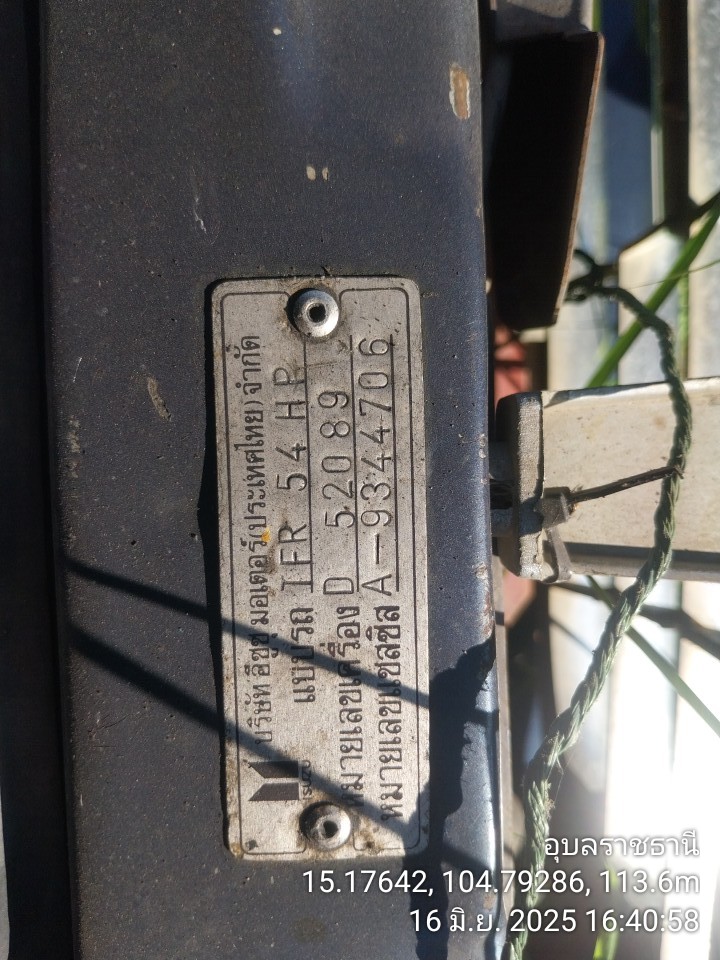 ISUZU
บริษัท อีซูซุ มอเตอร์(ประเทศไทย) จำกัด
แบบรถ TFR 54 HP
หมายเลขเครื่อง D 52089
หมายเลขแชสซิส A-9344706
อุบลราชธานี
15.17642, 104.79286, 113.6m
16 มิ.ย. 2025 16:40:58